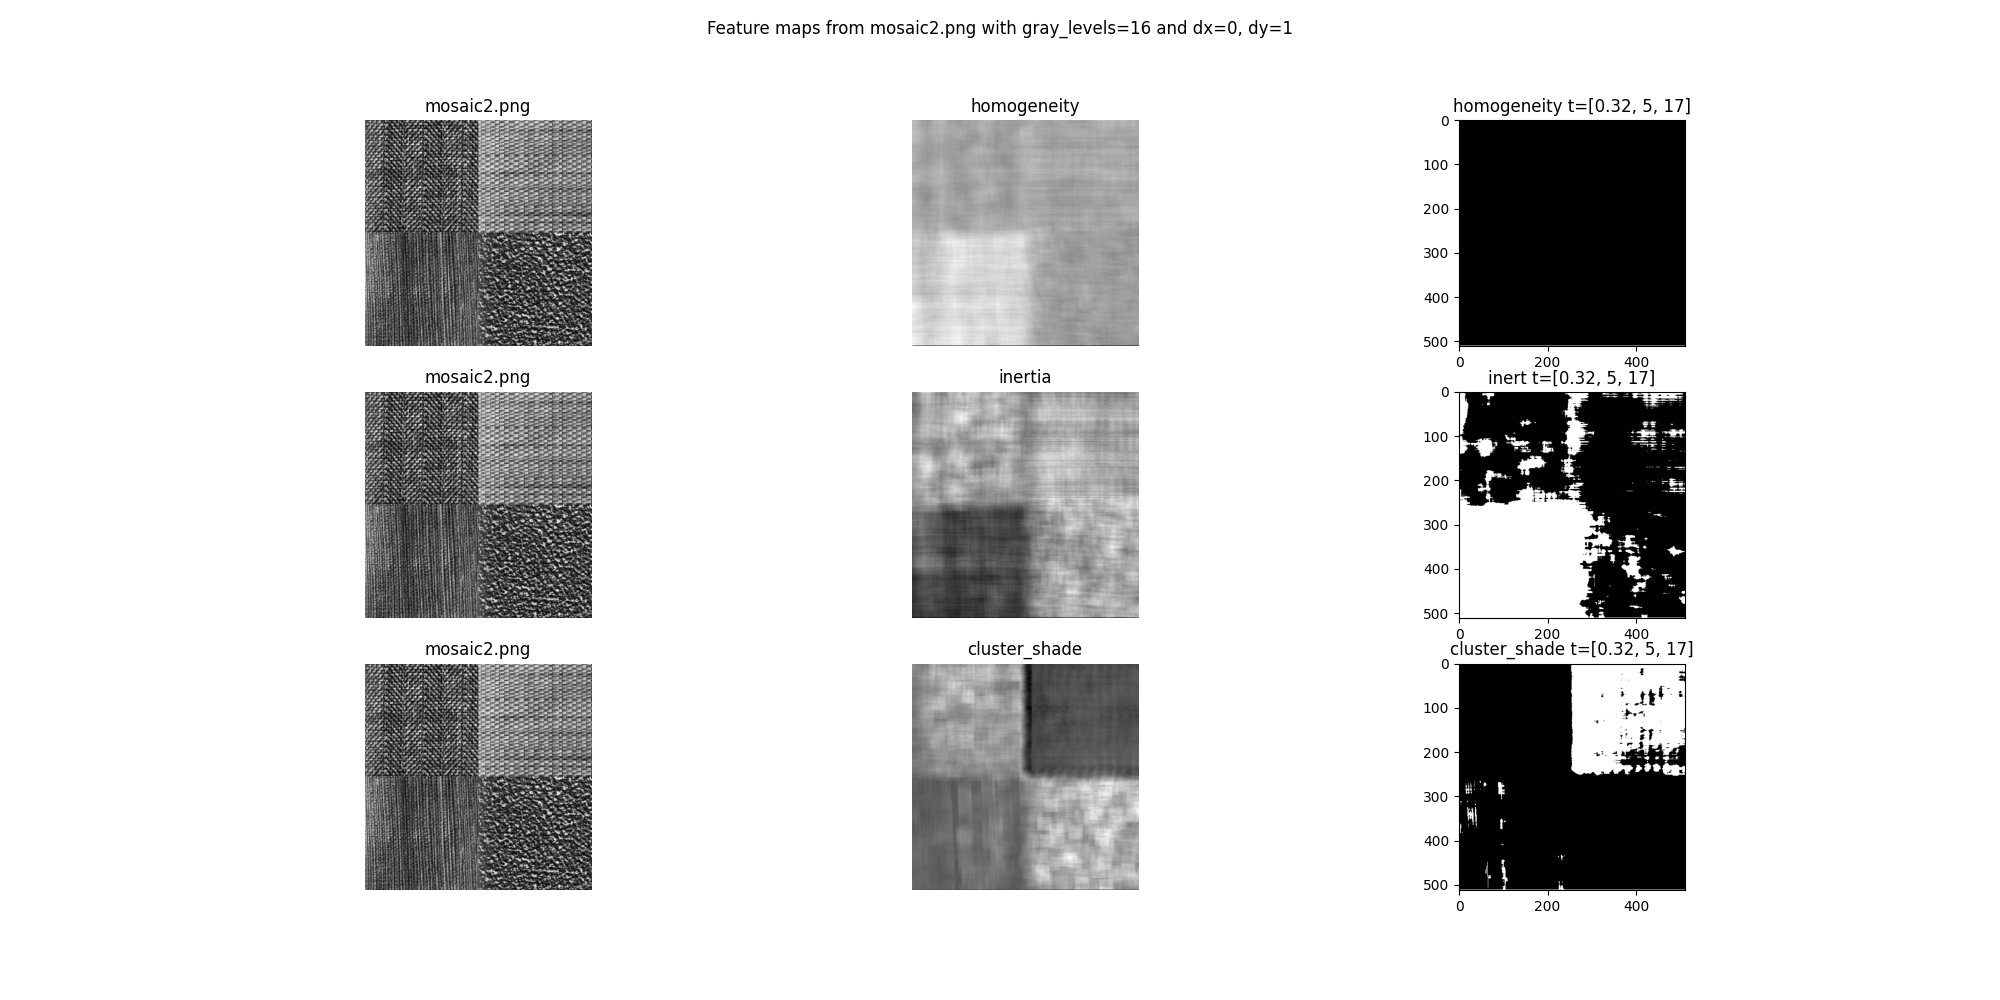 Feature maps from mosaic2.png with gray_levels=16 and dx=0, dy=1
mosaic2.png
homogeneity
homogeneity t=[0.32, 5, 17]
0
100
200
300
400
500
0
200
400
mosaic2.png
inertia
inert t=[0.32, 5, 17]
0
100
200
300
400
500
0
200
400
mosaic2.png
cluster_shade
cluster_shade t=[0.32, 5, 17]
0
100
200
300
400
500
0
200
400